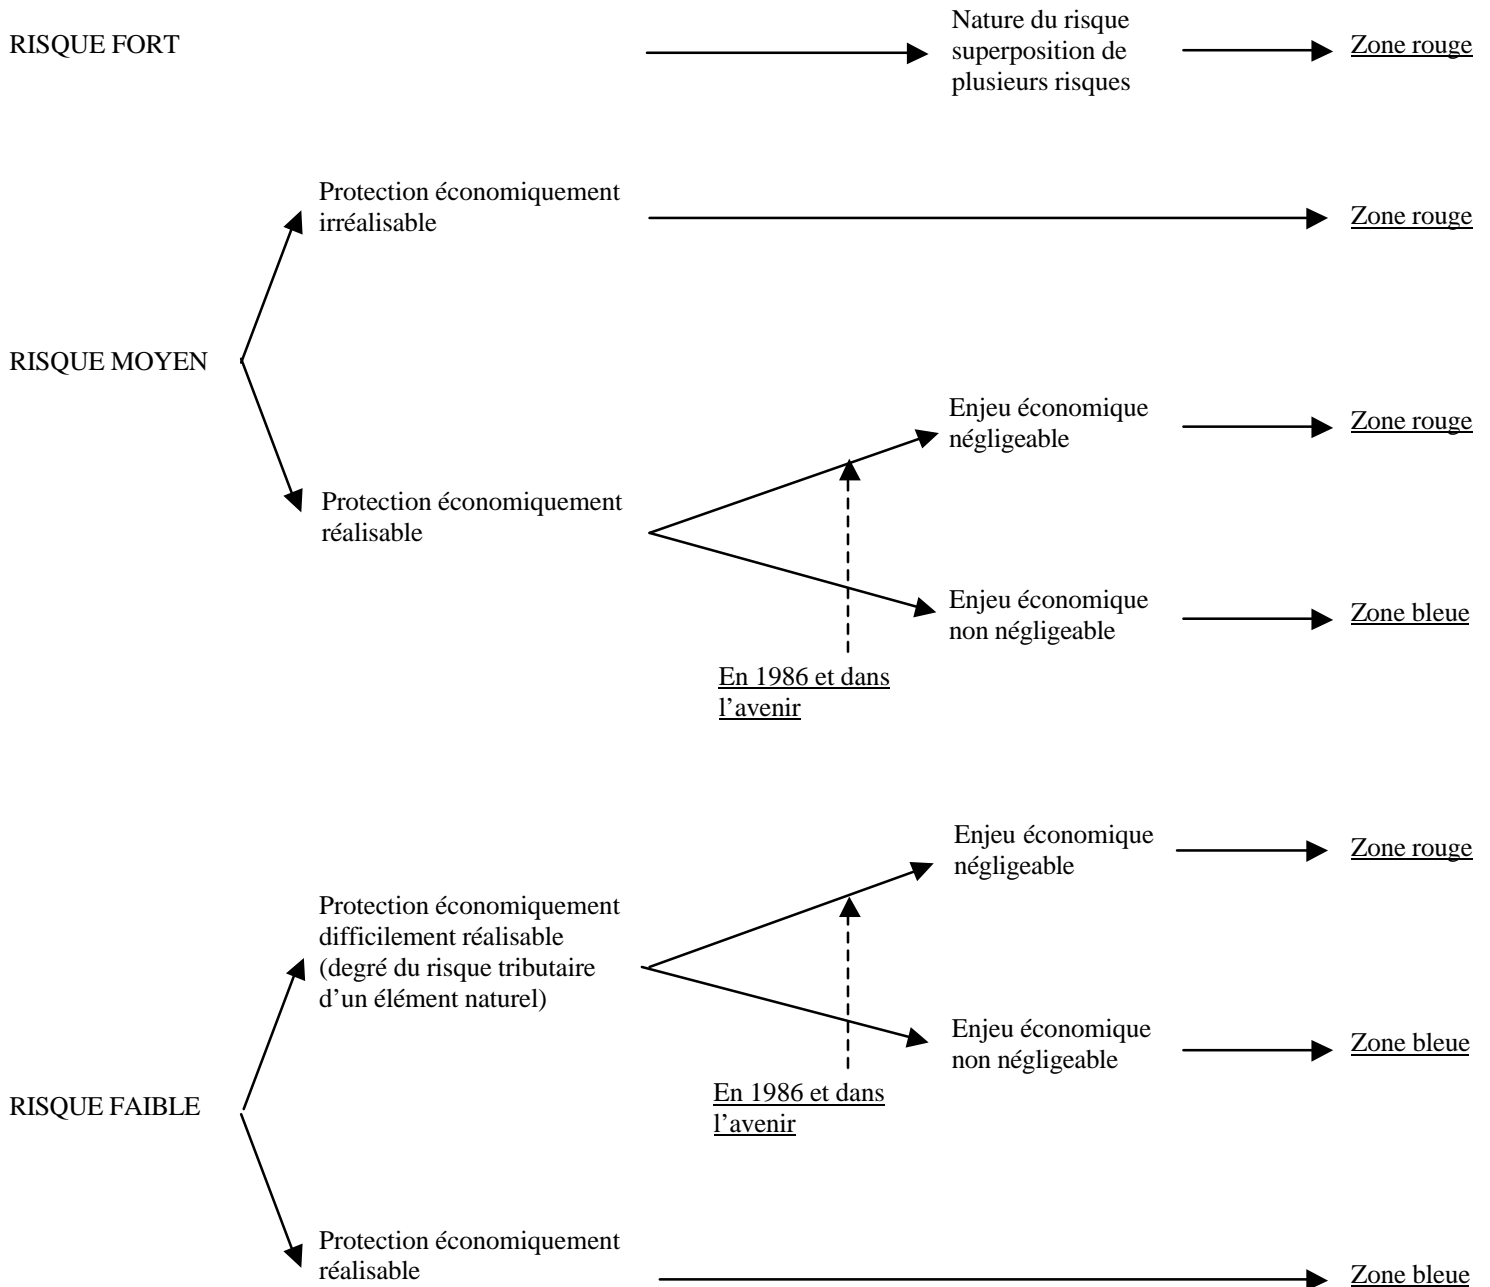 RISQUE FORT
Nature du risque
superposition de
plusieurs risques
Zone rouge
Protection économiquement
irréalisable
Zone rouge
RISQUE MOYEN
Enjeu économique
négligeable
Zone rouge
Protection économiquement
réalisable
Enjeu économique
non négligeable
Zone bleue
En 1986 et dans
l’avenir
Enjeu économique
négligeable
Zone rouge
Protection économiquement
difficilement réalisable
(degré du risque tributaire
d’un élément naturel)
Enjeu économique
non négligeable
Zone bleue
En 1986 et dans
l’avenir
RISQUE FAIBLE
Protection économiquement
réalisable
Zone bleue